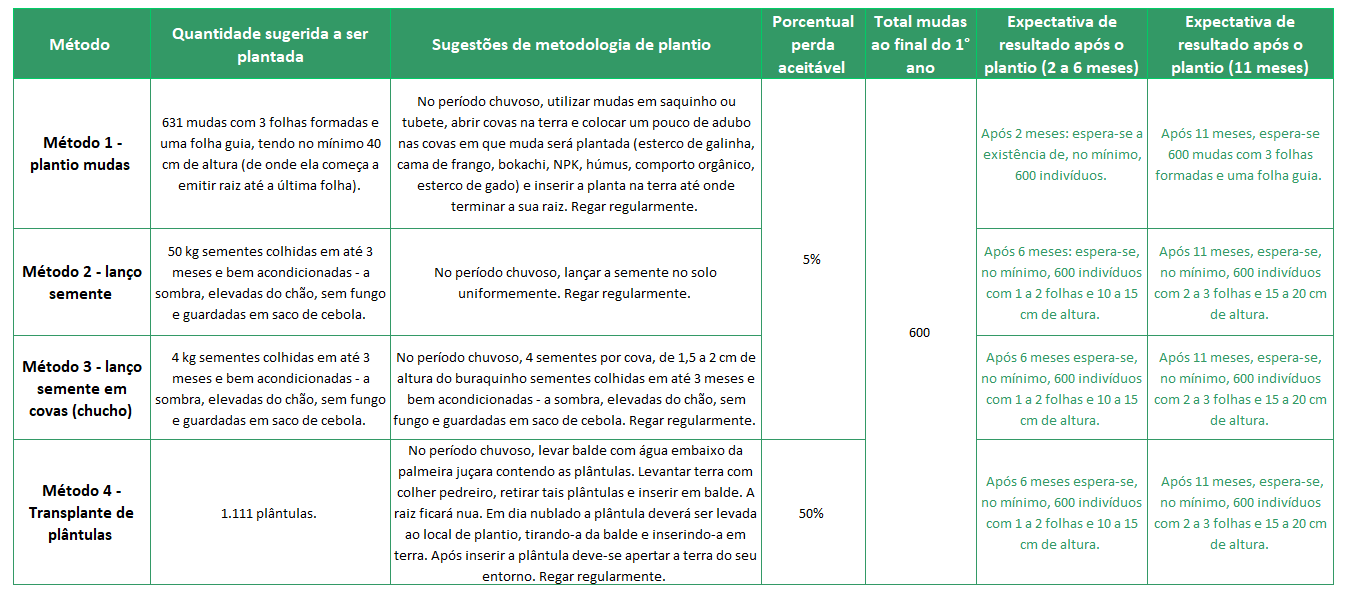 Método
Quantidade sugerida a ser
plantada
Sugestões de metodologia de plantio
Porcentual
perda
aceitável
Total mudas
ao final do 1°
ano
Expectativa de
resultado após o
plantio (2 a 6 meses)
Expectativa de
resultado após o
plantio (11 meses)
Método 1 -
plantio mudas
631 mudas com 3 folhas formadas e
uma folha guia, tendo no mínimo 40
cm de altura (de onde ela começa a
emitir raiz até a última folha).
No período chuvoso, utilizar mudas em saquinho ou
tubete, abrir covas na terra e colocar um pouco de adubo
nas covas em que muda será plantada (esterco de galinha,
cama de frango, bokachi, NPK, húmus, comporto orgânico,
esterco de gado) e inserir a planta na terra até onde
terminar a sua raiz. Regar regularmente.
5%
600
Após 2 meses: espera-se a
existência de, no mínimo,
600 indivíduos.
Após 11 meses, espera-se
600 mudas com 3 folhas
formadas e uma folha guia.
Método 2 - lanço
semente
50 kg sementes colhidas em até 3
meses e bem acondicionadas - a
sombra, elevadas do chão, sem fungo
e guardadas em saco de cebola.
No período chuvoso, lançar a semente no solo
uniformemente. Regar regularmente.
Após 6 meses: espera-se,
no mínimo, 600 indivíduos
com 1 a 2 folhas e 10 a 15
cm de altura.
Após 11 meses, espera-se,
no mínimo, 600 indivíduos
com 2 a 3 folhas e 15 a 20 cm
de altura.
Método 3 - lanço
semente em
covas (chucho)
4 kg sementes colhidas em até 3
meses e bem acondicionadas - a
sombra, elevadas do chão, sem fungo
e guardadas em saco de cebola.
No período chuvoso, 4 sementes por cova, de 1,5 a 2 cm de
altura do buraquinho sementes colhidas em até 3 meses e
bem acondicionadas - a sombra, elevadas do chão, sem
fungo e guardadas em saco de cebola. Regar regularmente.
Após 6 meses espera-se,
no mínimo, 600 indivíduos
com 1 a 2 folhas e 10 a 15
cm de altura.
Após 11 meses, espera-se,
no mínimo, 600 indivíduos
com 2 a 3 folhas e 15 a 20 cm
de altura.
Método 4 -
Transplante de
plântulas
1.111 plântulas.
No período chuvoso, levar balde com água embaixo da
palmeira juçara contendo as plântulas. Levantar terra com
colher pedreiro, retirar tais plântulas e inserir em balde. A
raiz ficará nua. Em dia nublado a plântula deverá ser levada
ao local de plantio, tirando-a da balde e inserindo-a em
terra. Após inserir a plântula deve-se apertar a terra do seu
entorno. Regar regularmente.
50%
Após 6 meses espera-se,
no mínimo, 600 indivíduos
com 1 a 2 folhas e 10 a 15
cm de altura.
Após 11 meses, espera-se,
no mínimo, 600 indivíduos
com 2 a 3 folhas e 15 a 20 cm
de altura.